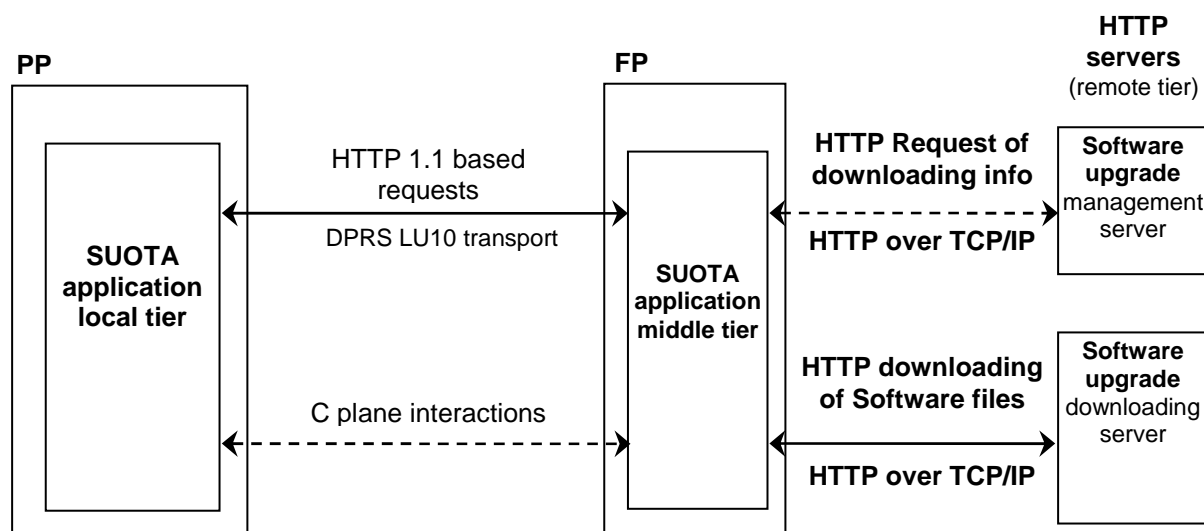 PP
FP
HTTP
servers
(remote tier)
SUOTA
application
local tier
HTTP 1.1 based
requests
DPRS LU10 transport
C plane interactions
SUOTA
application
middle tier
HTTP Request of
downloading info
HTTP over TCP/IP
HTTP downloading
of Software files
HTTP over TCP/IP
Software
upgrade
management
server
Software
upgrade
downloading
server